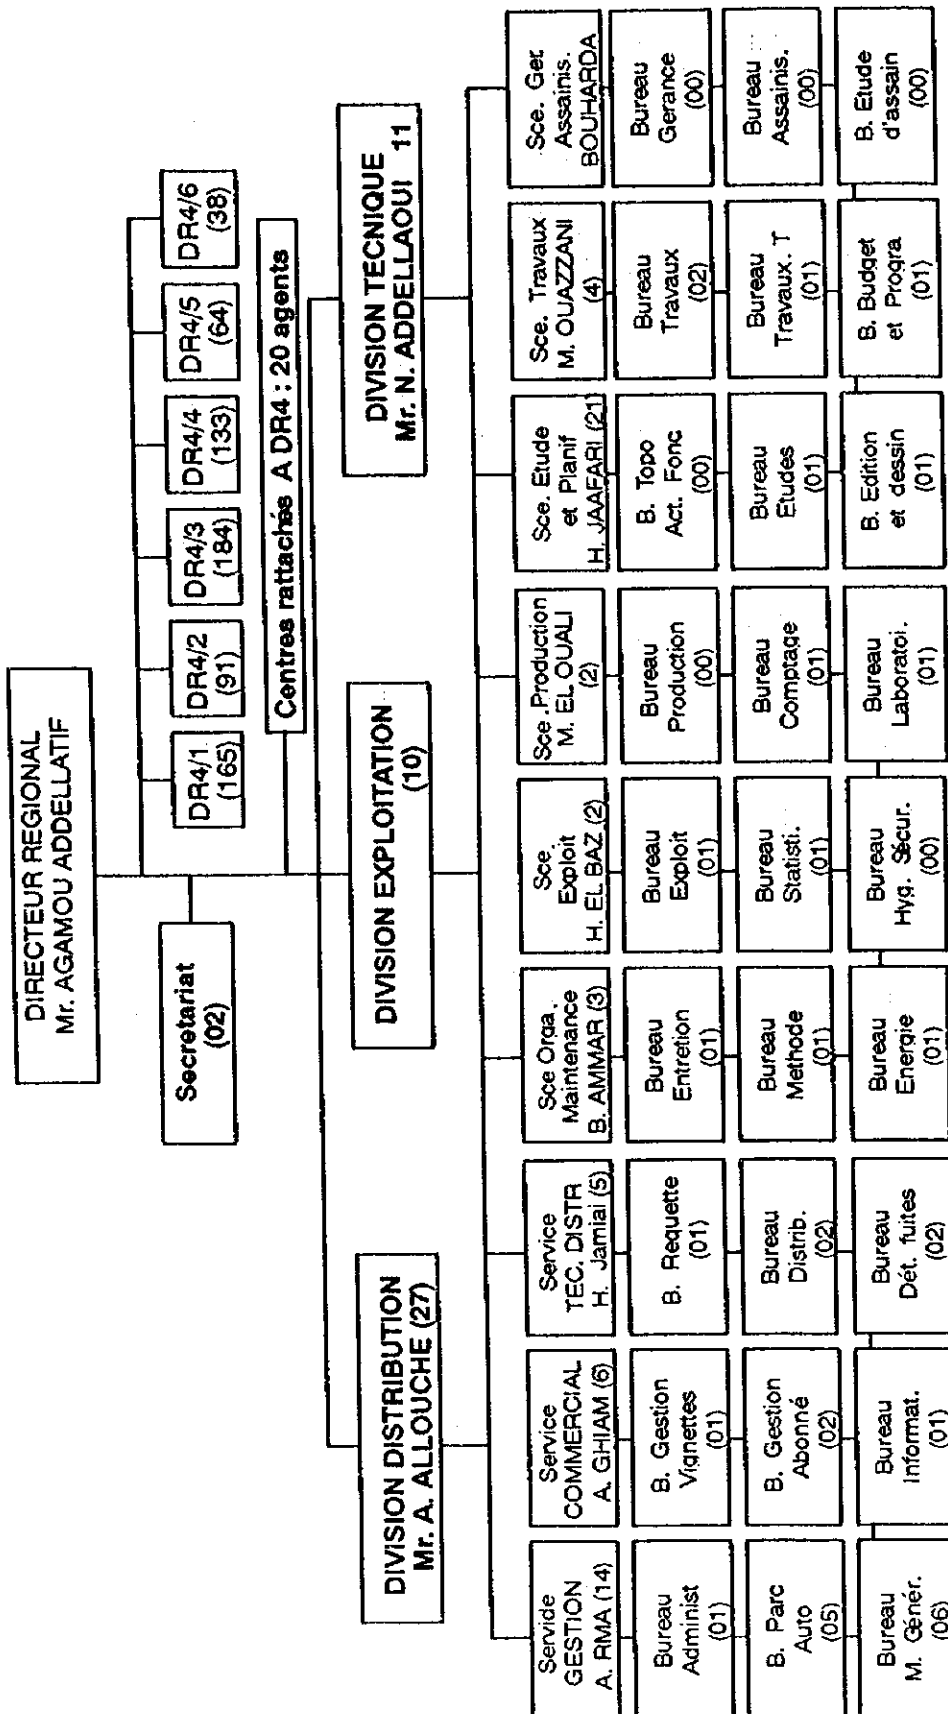 DIRECTEUR REGIONAL
Mr. AGAMOU ADDELLATIF
Secretariat
(02)
DR4/1
(165)
DR4/2
(91)
DR4/3
(184)
DR4/4
(133)
DR4/5
(64)
DR4/6
(38)
Centres rattachés A DR4 : 20 agents
DIVISION DISTRIBUTION
Mr. A. ALLOUCHE (27)
DIVISION EXPLOITATION
(10)
DIVISION TECNIQUE
Mr. N. ADDELLAOUI 11
Servide
GESTION
A. RMA (14)
Service
COMMERCIAL
A. GHIAM (6)
Service
TEC. DISTR
H. Jamiai (5)
Sce Orga.
Maintenance
B. AMMAR (3)
Sce
Exploit
H. EL BAZ (2)
Sce .Production
M. EL OUALI
(2)
Sce. Etude
et Planif
H. JAAFARI (21)
Sce. Travaux
M. OUAZZANI
(4)
Sce. Ger.
Assainis.
BOUHARDA
Bureau
Administ
(01)
B. Gestion
Vignettes
(01)
B. Requette
(01)
Bureau
Entretion
(01)
Bureau
Exploit
(01)
Bureau
Production
(00)
B. Topo
Act. Fonc
(00)
Bureau
Travaux
(02)
Bureau
Gerance
(00)
B. Parc
Auto
(05)
B. Gestion
Abonné
(02)
Bureau
Distrib.
(02)
Bureau
Methode
(01)
Bureau
Statisti.
(01)
Bureau
Comptage
(01)
Bureau
Etudes
(01)
Bureau
Travaux. T
(01)
Bureau
Assainis.
(00)
Bureau
M. Génér.
(06)
Bureau
Informat.
(01)
Bureau
Dét. fuites
(02)
Bureau
Energie
(01)
Bureau
Hyg. Sécur.
(00)
Bureau
Laboratoi.
(01)
B. Edition
et dessin
(01)
B. Budget
et Progra
(01)
B. Etude
d'assain
(00)